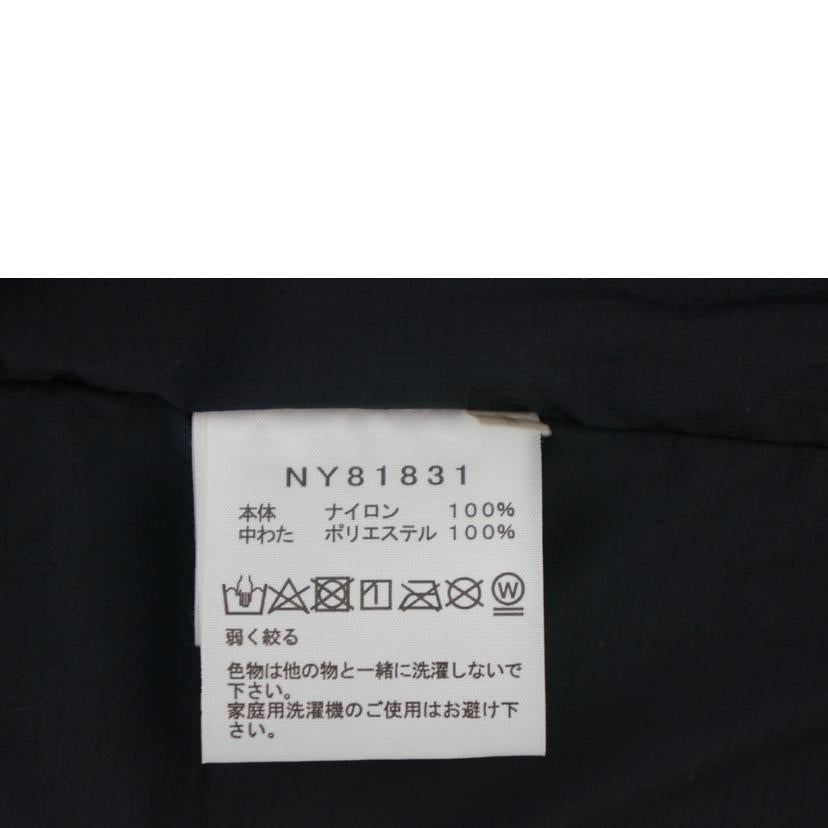 NY81831
本体 ナイロン 100%
中わた ポリエステル 100%
W
弱く絞る
色物は他の物と一緒に洗濯しないで
下さい。
家庭用洗濯機のご使用はお避け下
さい。